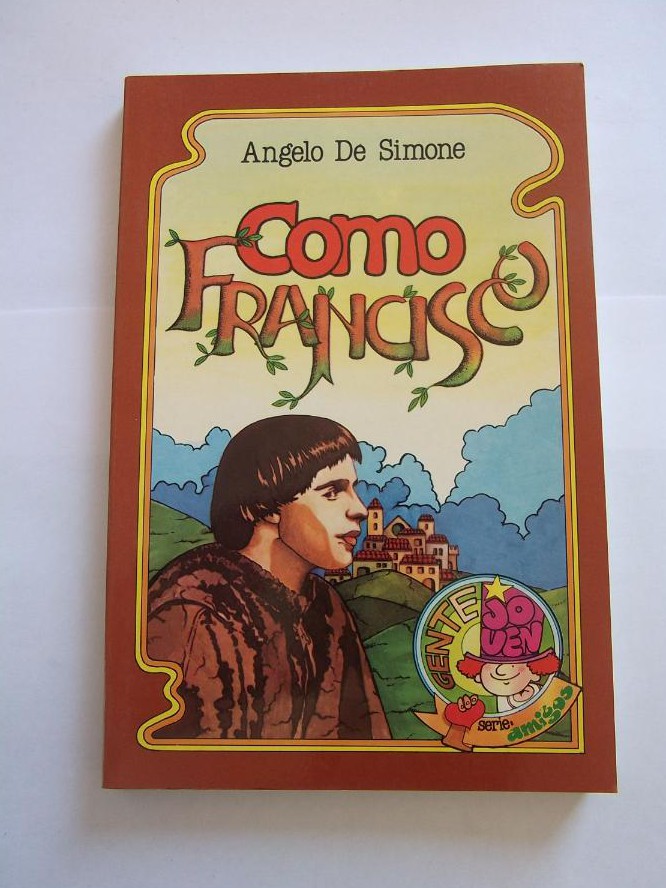 Angelo De Simone
Como
FRANCISCO
GENTE
JOVEN
serie:
amigos